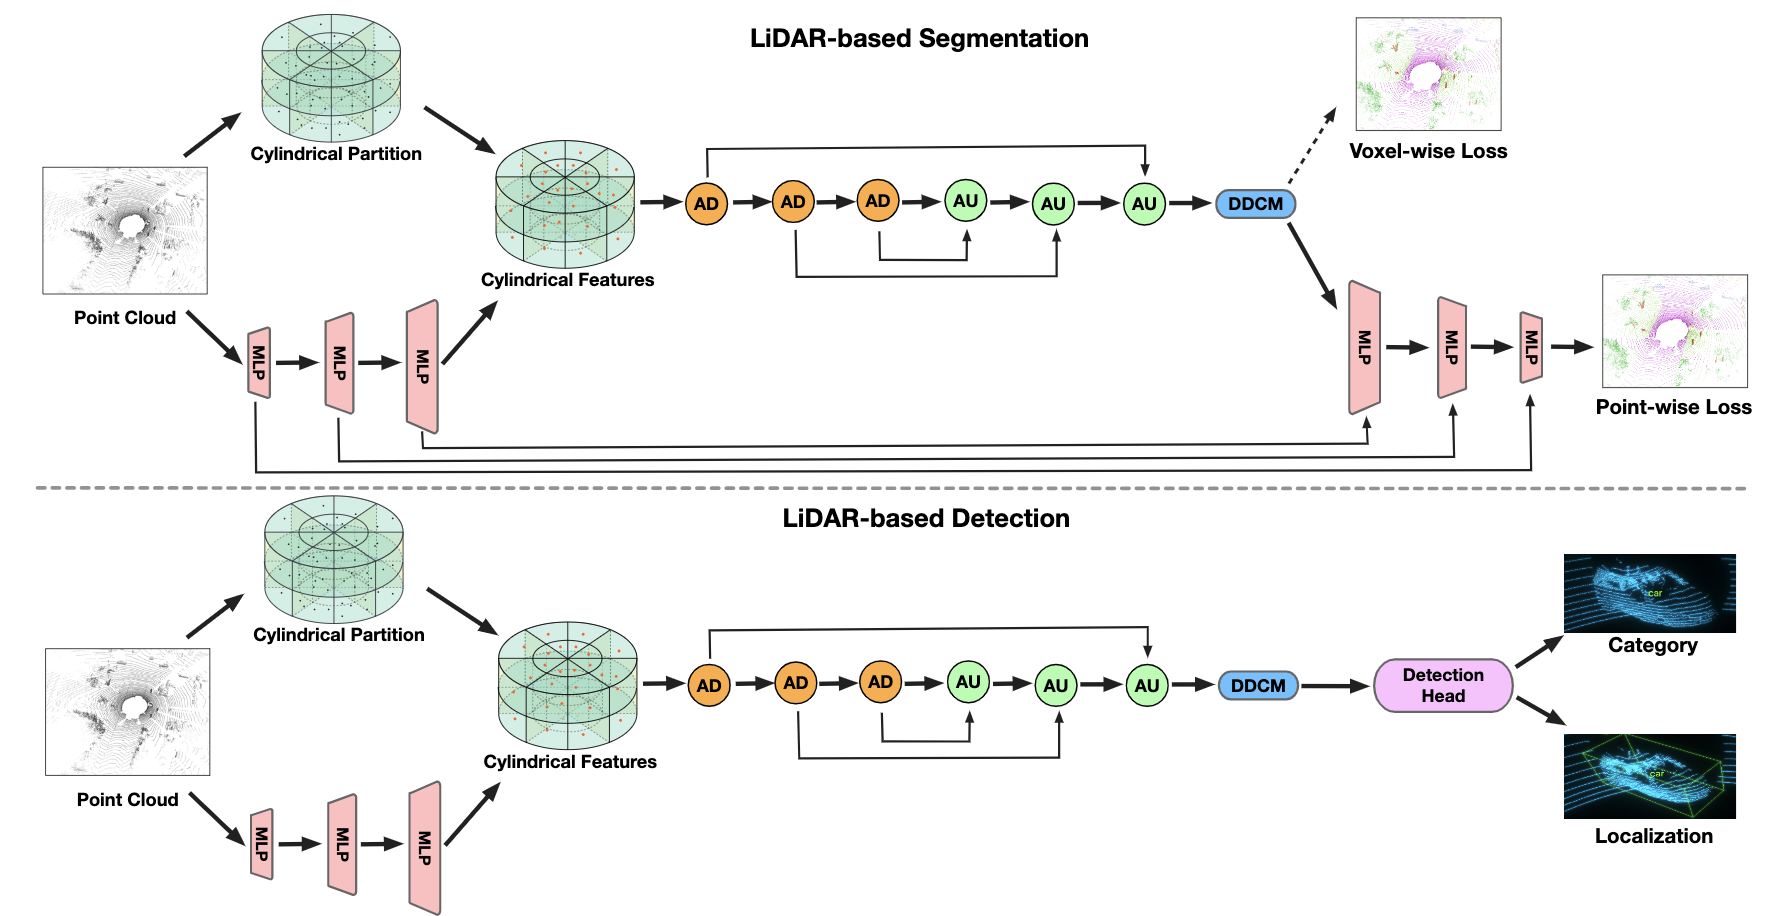 LiDAR-based Segmentation
Cylindrical Partition
Voxel-wise Loss
Point Cloud
Cylindrical Features
AD
AD
AD
AU
AU
AU
DDCM
MLP
MLP
MLP
MLP
MLP
MLP
Point-wise Loss
LiDAR-based Detection
Cylindrical Partition
Point Cloud
Cylindrical Features
AD
AD
AD
AU
AU
AU
DDCM
Detection
Head
car
Category
car
Localization
MLP
MLP
MLP